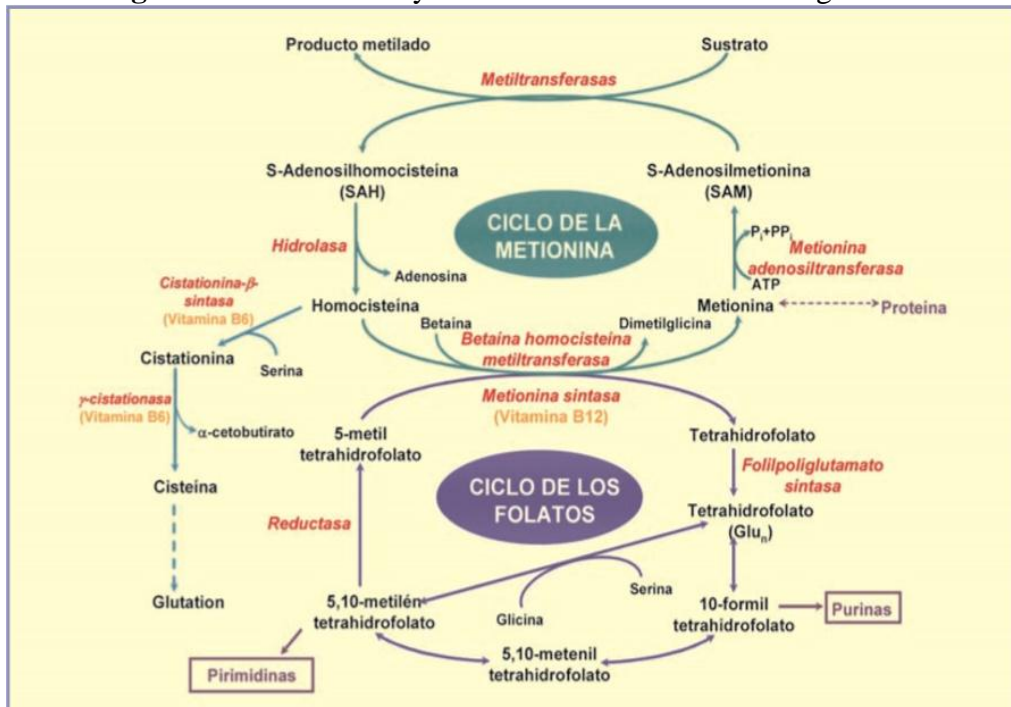 Producto metilado
Sustrato
Metiltransferasas
S-Adenosilhomocisteína
(SAH)
S-Adenosilmetionina
(SAM)
CICLO DE LA
METIONINA
Hidrolasa
Adenosina
Pi+PPi
Metionina
adenosiltransferasa
ATP
Cistationina-β-
sintasa
(Vitamina B6)
Homocisteína
Metionina
Proteína
Betaína
Dimetilglicina
Betaína homocisteína
metiltransferasa
Cistationina
Serina
Metionina sintasa
(Vitamina B12)
γ-cistationasa
(Vitamina B6)
α-cetobutirato
5-metil
tetrahidrofolato
Tetrahidrofolato
Folilpoliglutamato
sintasa
Cisteína
CICLO DE LOS
FOLATOS
Reductasa
Tetrahidrofolato
(Glun)
Glutation
5,10-metilén
tetrahidrofolato
Glicina
Serina
10-formil
tetrahidrofolato
Purinas
5,10-metenil
tetrahidrofolato
Pirimidinas